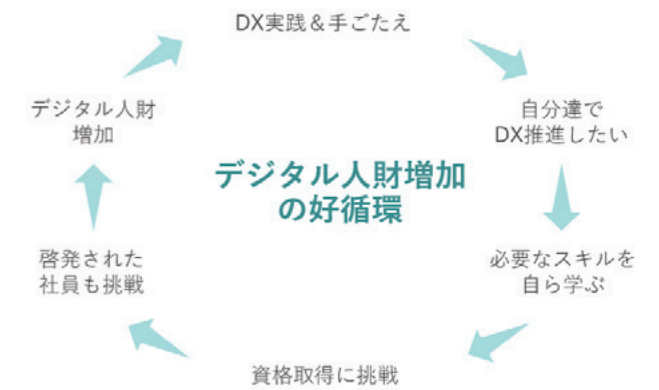 DX実践＆手ごたえ
自分達で
DX推進したい
必要なスキルを
自ら学ぶ
資格取得に挑戦
啓発された
社員も挑戦
デジタル人財
増加
デジタル人財増加
の好循環